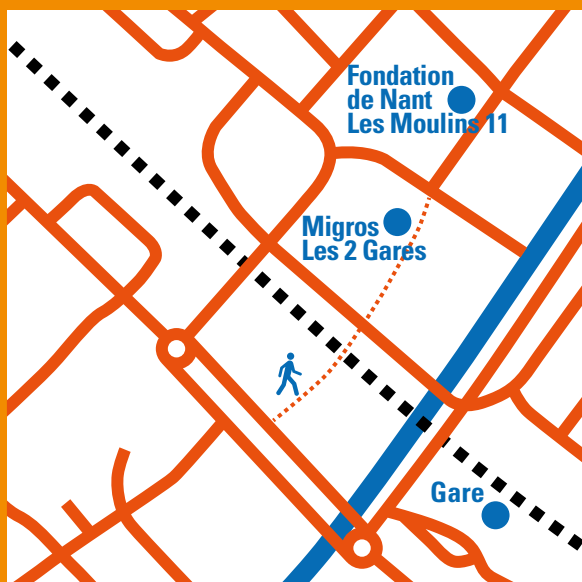 Fondation
de Nant
Les Moulins 11
Migros
Les 2 Gares
Gare